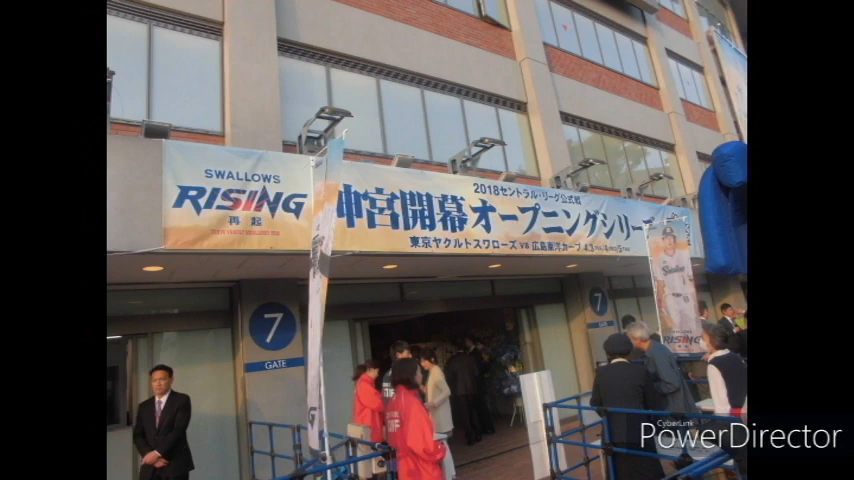 SWALLOWS
RISING
再起
2018セントラル・リーグ公式戦
神宮開幕オープニングシリーズ
東京ヤクルトスワローズ vs 広島東洋カープ
7
GATE
7
GATE
RISING
CyberLink
PowerDirector